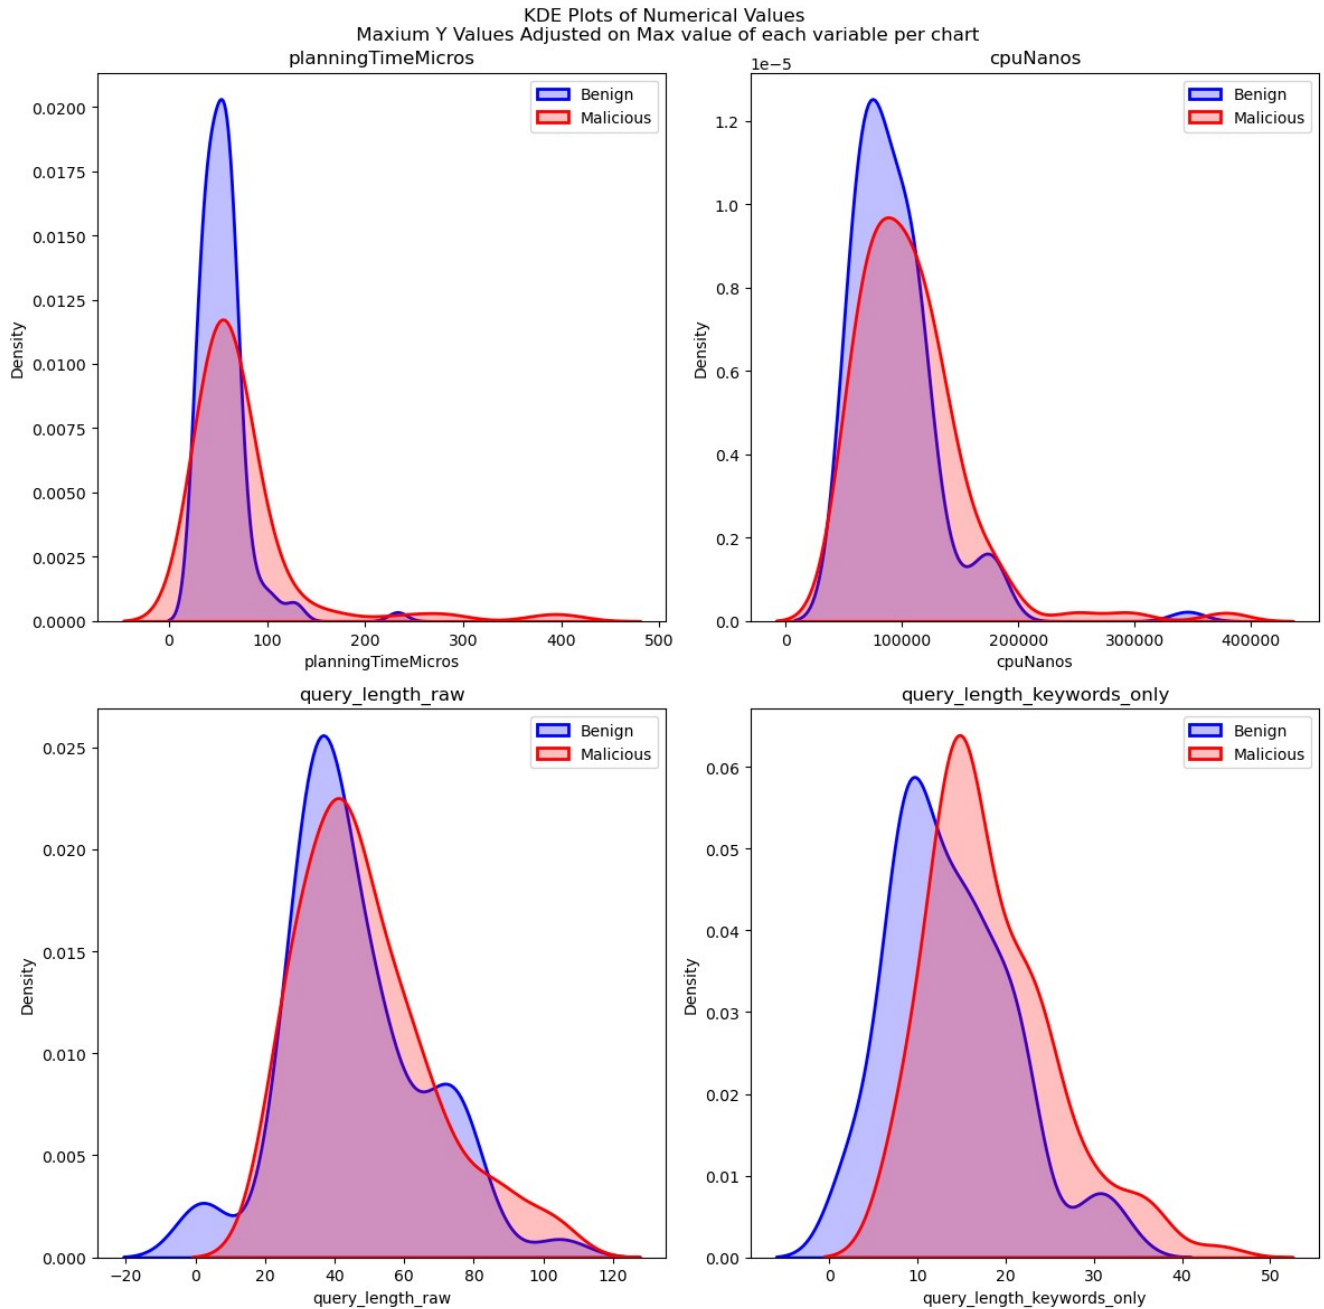 KDE Plots of Numerical Values
Maxium Y Values Adjusted on Max value of each variable per chart
planningTimeMicros
Benign
Malicious
Density
0.0200
0.0175
0.0150
0.0125
0.0100
0.0075
0.0050
0.0025
0.0000
0 100 200 300 400 500
planningTimeMicros
cpuNanos
1e−5
Benign
Malicious
Density
1.2
1.0
0.8
0.6
0.4
0.2
0.0
0 100000 200000 300000 400000
cpuNanos
query_length_raw
Benign
Malicious
Density
0.025
0.020
0.015
0.010
0.005
0.000
−20 0 20 40 60 80 100 120
query_length_raw
query_length_keywords_only
Benign
Malicious
Density
0.06
0.05
0.04
0.03
0.02
0.01
0.00
0 10 20 30 40 50
query_length_keywords_only